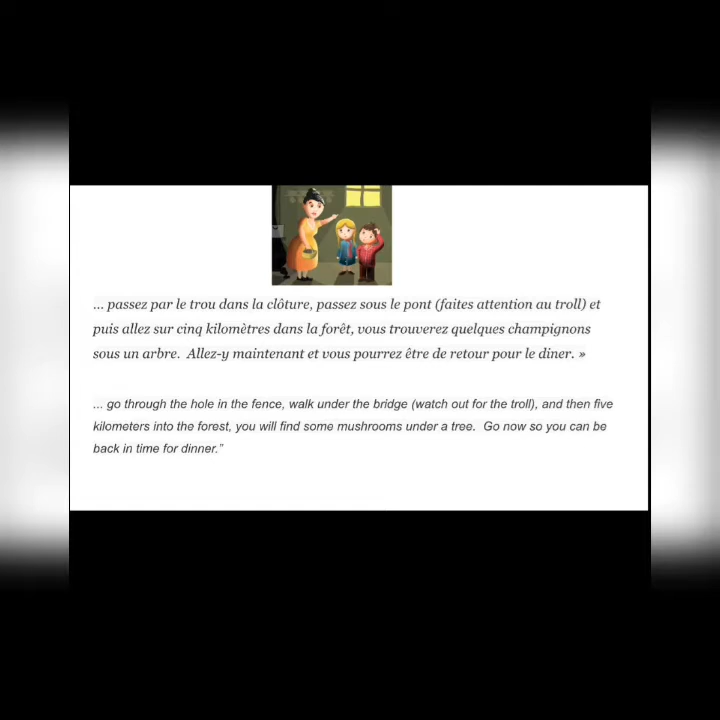 ... passez par le trou dans la clôture, passez sous le pont (faites attention au troll) et
puis allez sur cinq kilomètres dans la forêt, vous trouverez quelques champignons
sous un arbre.  Allez-y maintenant et vous pourrez être de retour pour le diner. »
... go through the hole in the fence, walk under the bridge (watch out for the troll), and then five
kilometers into the forest, you will find some mushrooms under a tree.  Go now so you can be
back in time for dinner.”